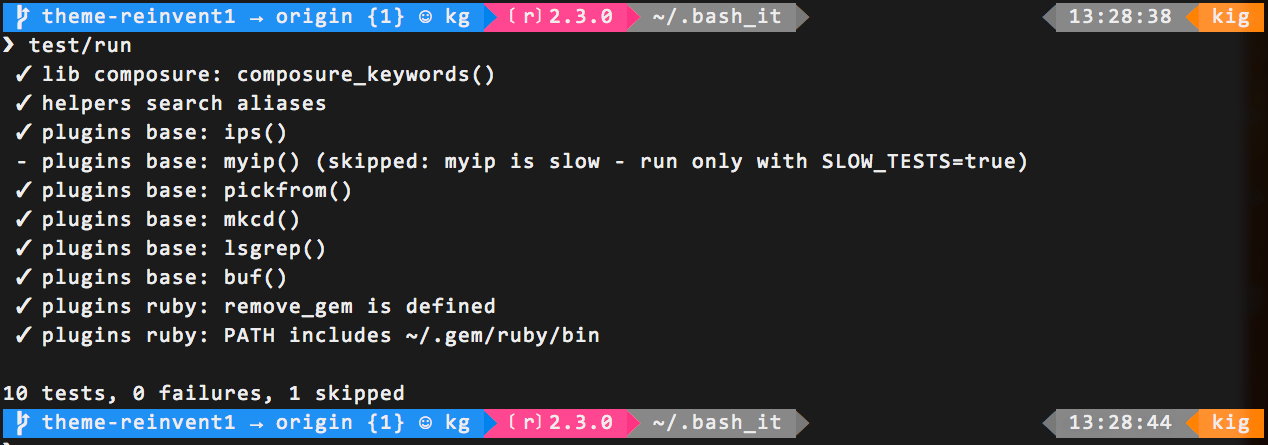 theme-reinvent1 → origin {1} ☺ kg (r)2.3.0 ~/.bash_it 13:28:38 kig
❯ test/run
✓ lib composure: composure_keywords()
✓ helpers search aliases
✓ plugins base: ips()
- plugins base: myip() (skipped: myip is slow - run only with SLOW_TESTS=true)
✓ plugins base: pickfrom()
✓ plugins base: mkcd()
✓ plugins base: lsgrep()
✓ plugins base: buf()
✓ plugins ruby: remove_gem is defined
✓ plugins ruby: PATH includes ~/.gem/ruby/bin
10 tests, 0 failures, 1 skipped
theme-reinvent1 → origin {1} ☺ kg (r)2.3.0 ~/.bash_it 13:28:44 kig